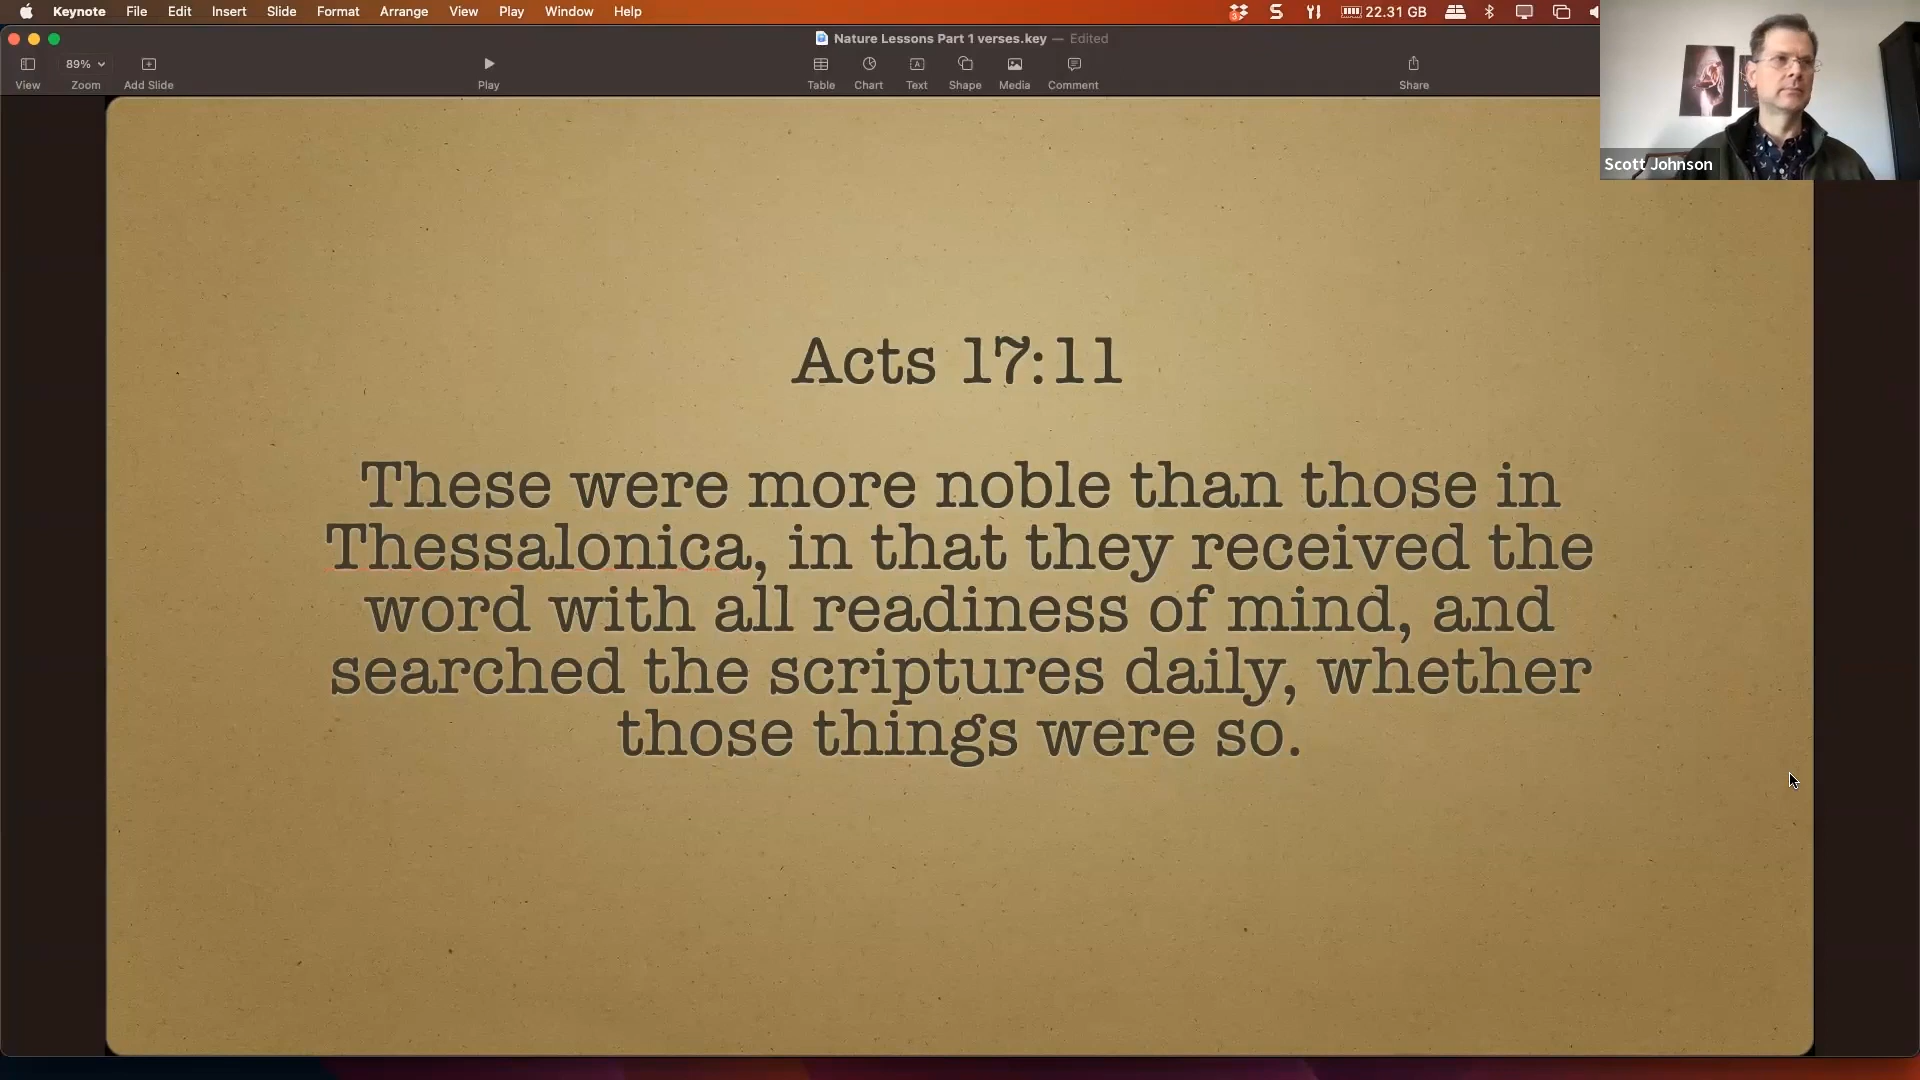 Keynote File Edit Insert Slide Format Arrange View Play Window Help 22.31 GB
Nature Lessons Part 1 verses.key — Edited
89%
View Zoom Add Slide Play Table Chart Text Shape Media Comment Share
Scott Johnson
Acts 17:11
These were more noble than those in
Thessalonica, in that they received the
word with all readiness of mind, and
searched the scriptures daily, whether
those things were so.